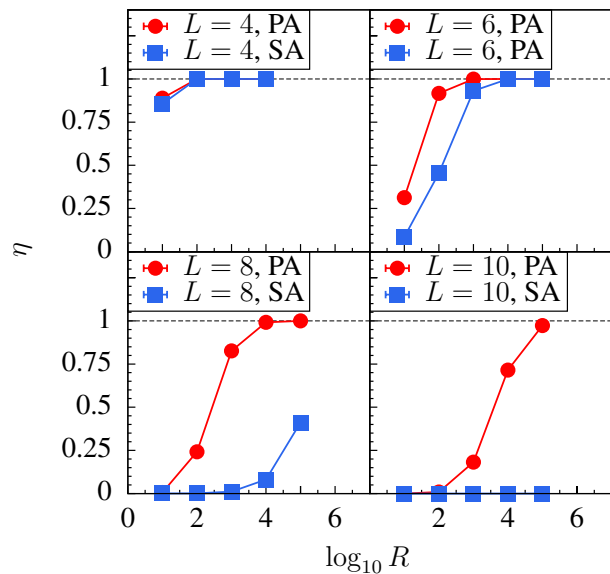 L = 4, PA
L = 4, SA
L = 6, PA
L = 6, PA
1
0.75
0.5
0.25
0
η
L = 8, PA
L = 8, SA
L = 10, PA
L = 10, SA
1
0.75
0.5
0.25
0
0 2 4 6 2 4 6
log₁₀ R